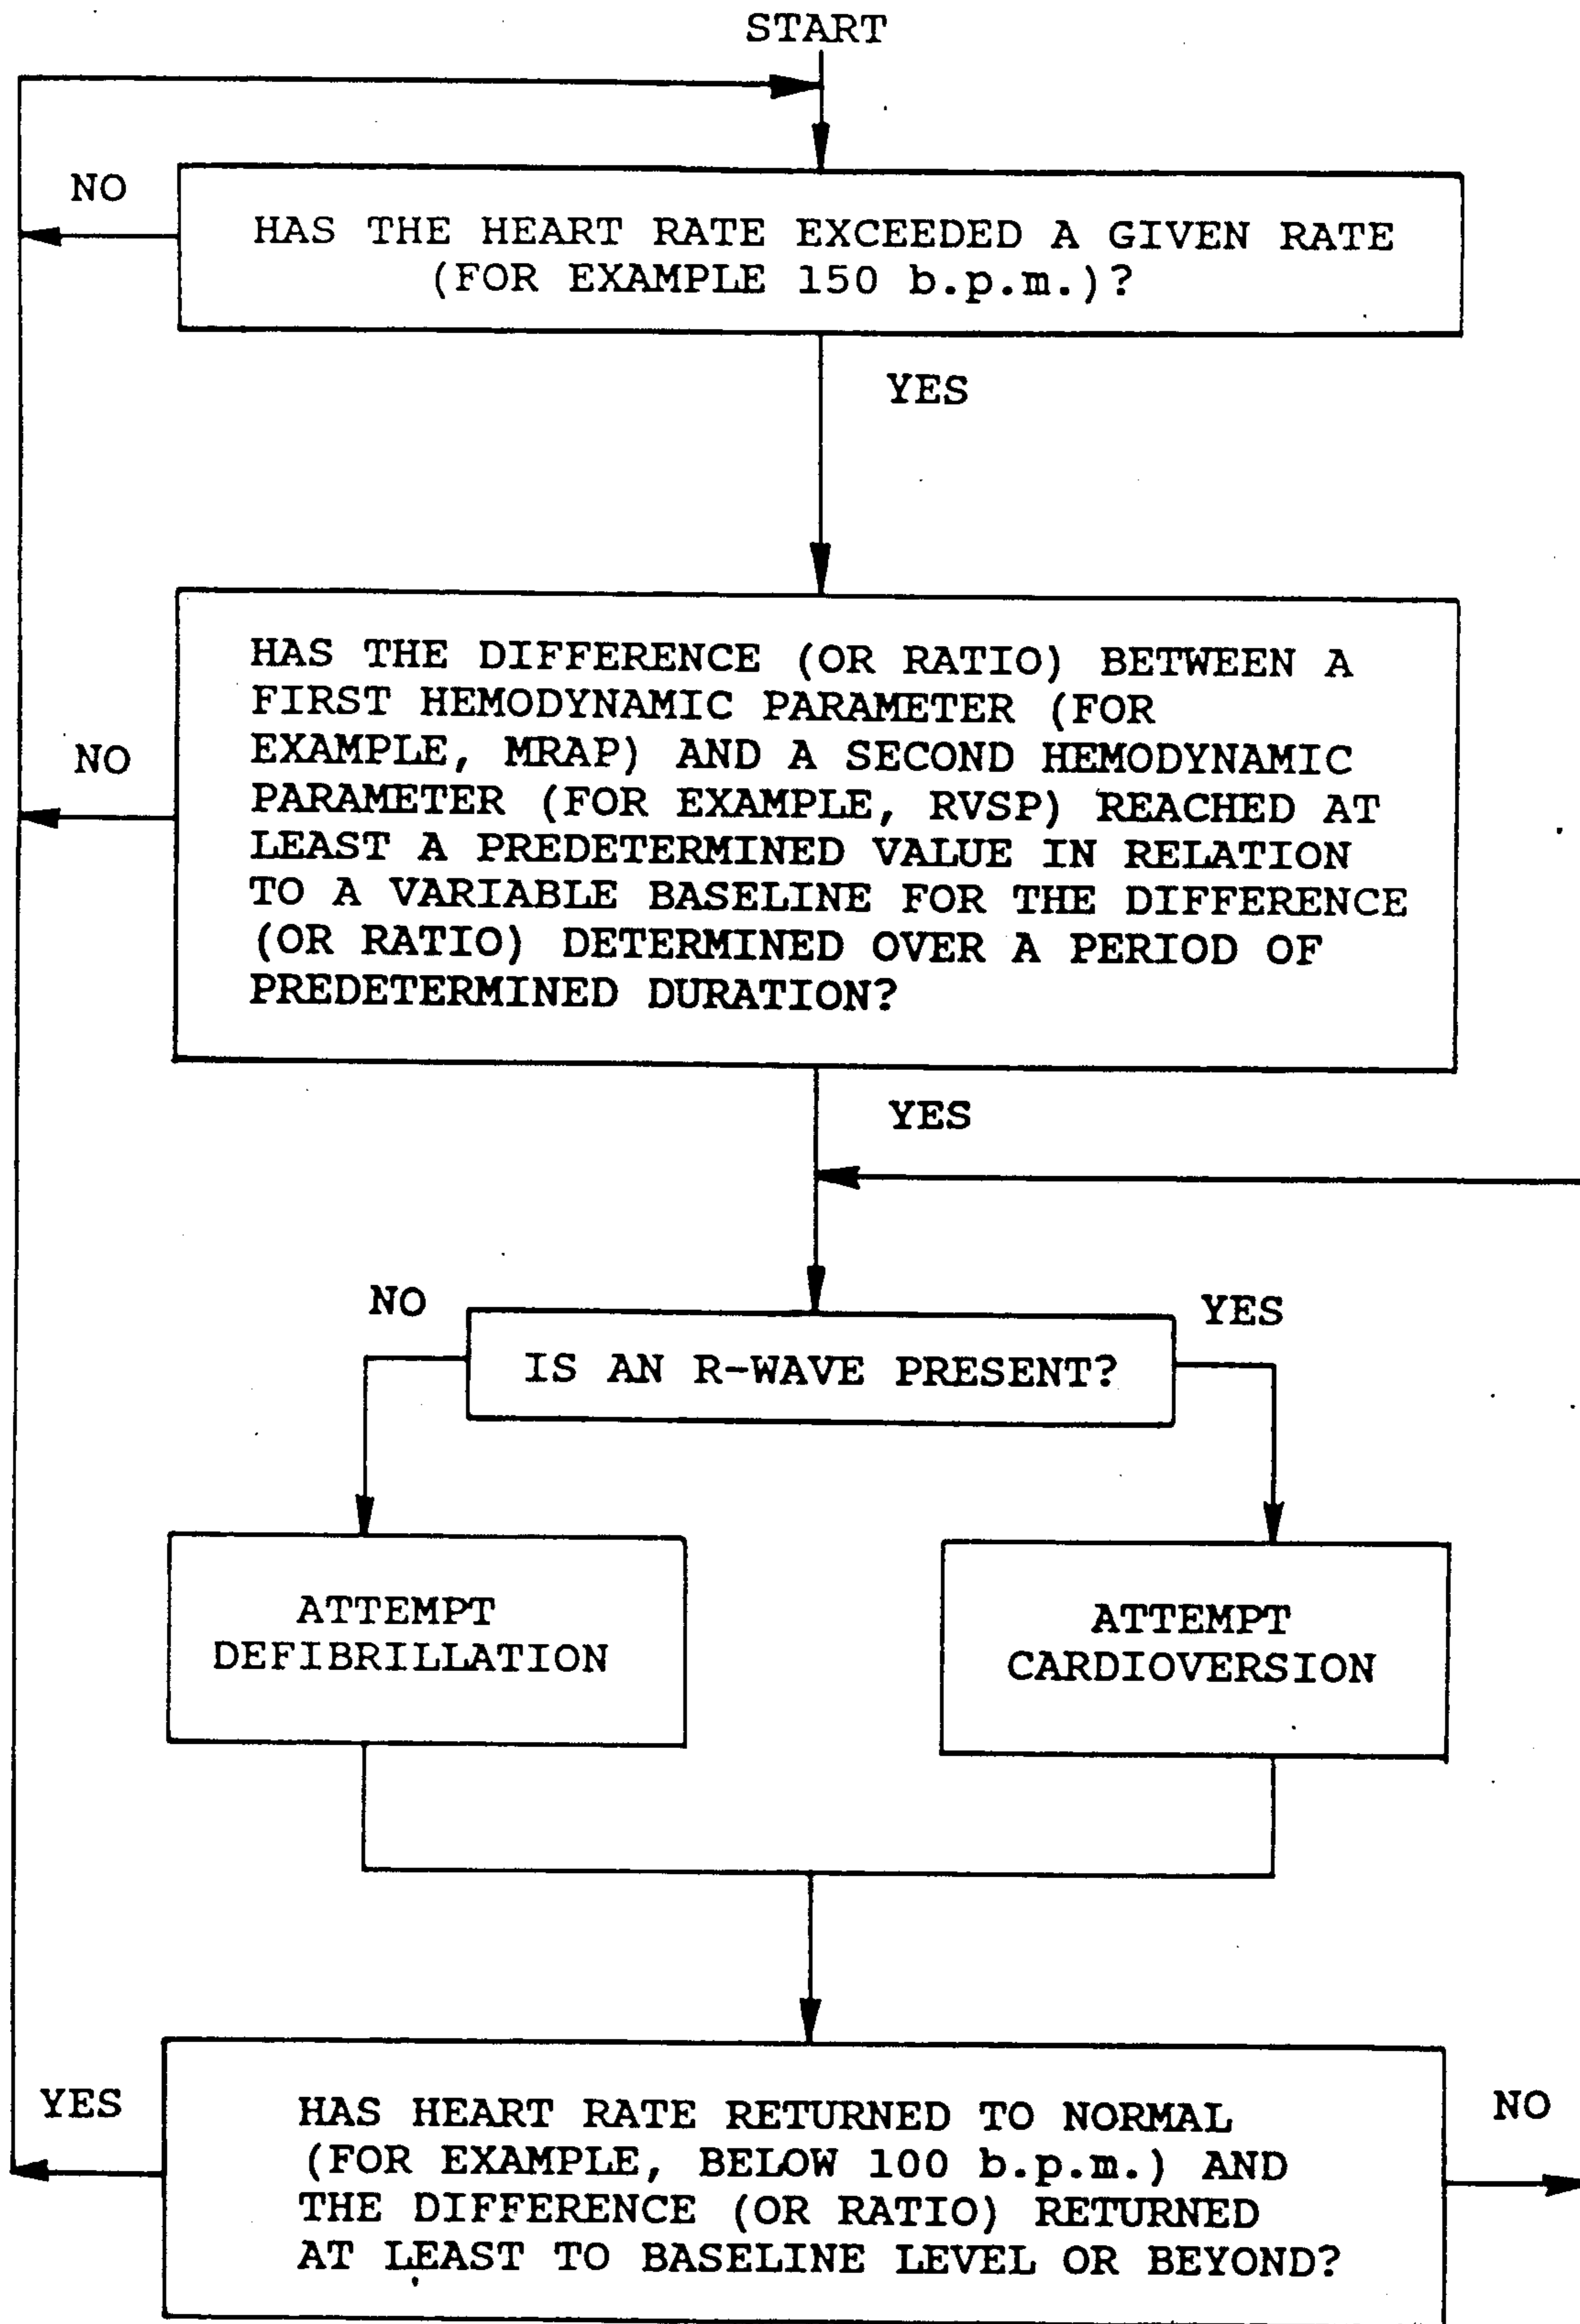 START
NO
HAS THE HEART RATE EXCEEDED A GIVEN RATE
(FOR EXAMPLE 150 b.p.m.)?
YES
HAS THE DIFFERENCE (OR RATIO) BETWEEN A
FIRST HEMODYNAMIC PARAMETER (FOR
EXAMPLE, MRAP) AND A SECOND HEMODYNAMIC
PARAMETER (FOR EXAMPLE, RVSP) REACHED AT
LEAST A PREDETERMINED VALUE IN RELATION
TO A VARIABLE BASELINE FOR THE DIFFERENCE
(OR RATIO) DETERMINED OVER A PERIOD OF
PREDETERMINED DURATION?
NO
YES
NO
YES
IS AN R-WAVE PRESENT?
ATTEMPT
DEFIBRILLATION
ATTEMPT
CARDIOVERSION
YES
HAS HEART RATE RETURNED TO NORMAL
(FOR EXAMPLE, BELOW 100 b.p.m.) AND
THE DIFFERENCE (OR RATIO) RETURNED
AT LEAST TO BASELINE LEVEL OR BEYOND?
NO